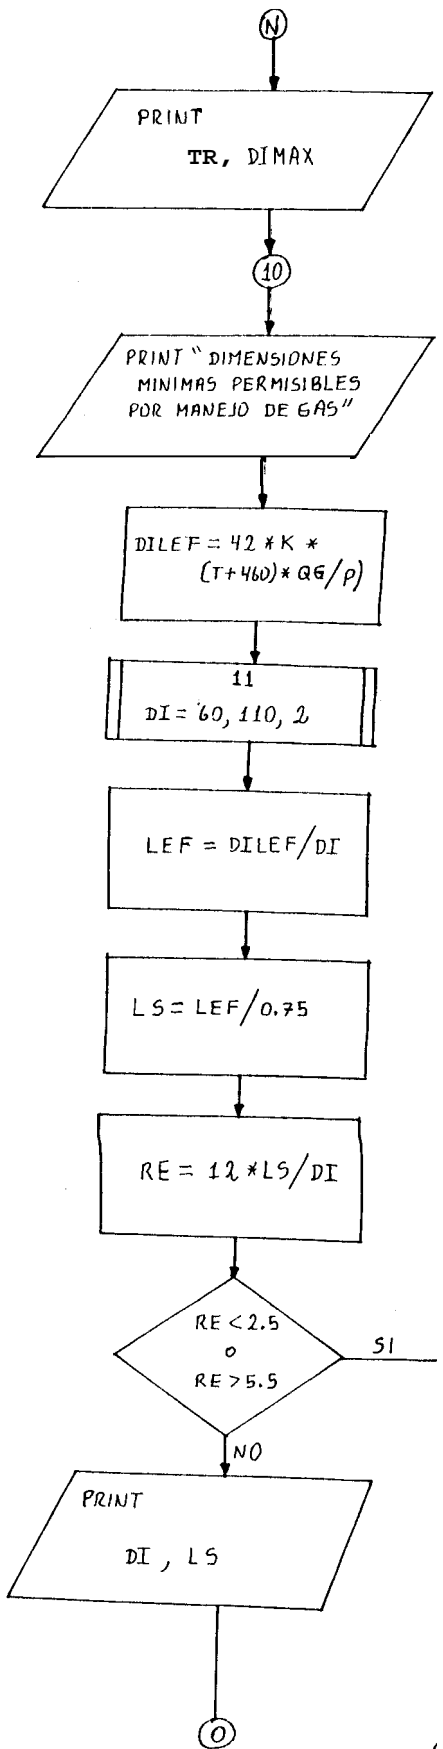 N
PRINT
TR, DIMAX
10
PRINT "DIMENSIONES
MINIMAS PERMISIBLES
POR MANEJO DE GAS"
DILEF = 42 * K *
(T+460) * QG/P)
11
DI = 60, 110, 2
LEF = DILEF/DI
LS = LEF/0.75
RE = 12 * LS/DI
RE < 2.5
o
RE > 5.5
SI
NO
PRINT
DI, LS
O